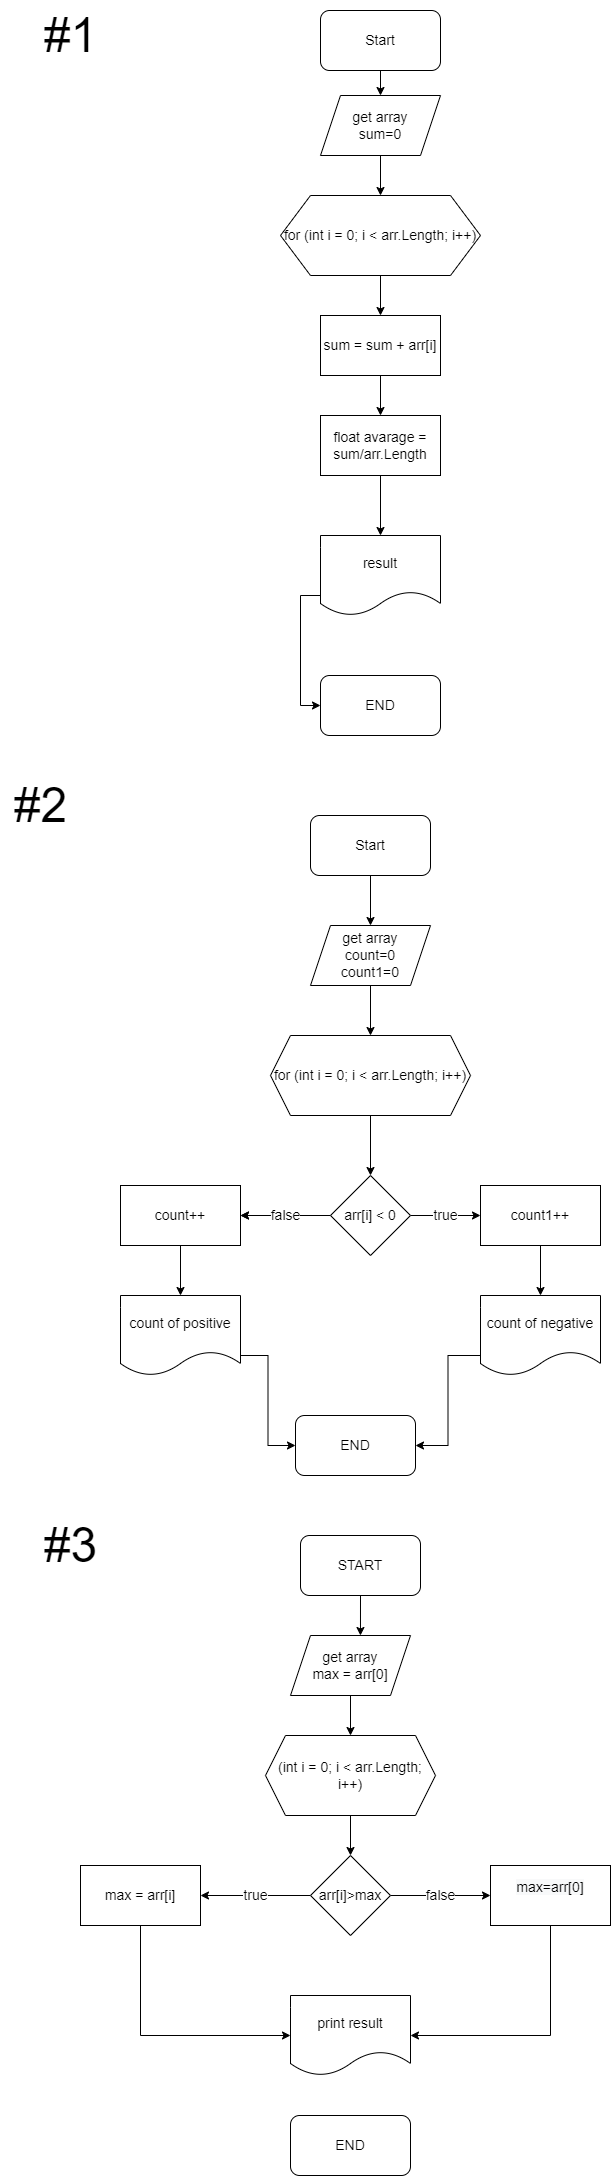 #1
Start
get array
sum=0
for (int i = 0; i < arr.Length; i++)
sum = sum + arr[i]
float avarage =
sum/arr.Length
result
END
#2
Start
get array
count=0
count1=0
for (int i = 0; i < arr.Length; i++)
count++
false
arr[i] < 0
true
count1++
count of positive
count of negative
END
#3
START
get array
max = arr[0]
(int i = 0; i < arr.Length;
i++)
max = arr[i]
true
arr[i]>max
false
max=arr[0]
print result
END